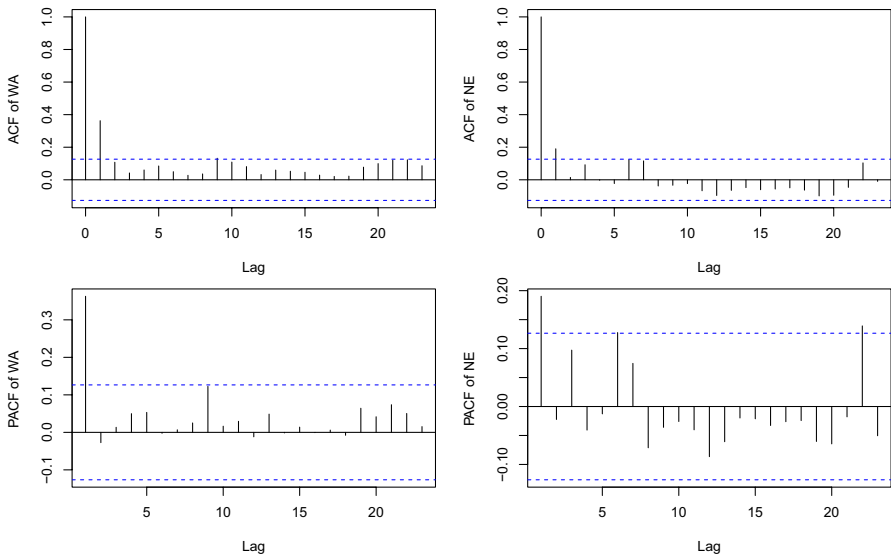 ACF of WA
0.0 0.2 0.4 0.6 0.8 1.0
0 5 10 15 20
Lag
ACF of NE
0.0 0.2 0.4 0.6 0.8 1.0
0 5 10 15 20
Lag
PACF of WA
−0.1 0.0 0.1 0.2 0.3
5 10 15 20
Lag
PACF of NE
−0.10 0.00 0.10 0.20
5 10 15 20
Lag